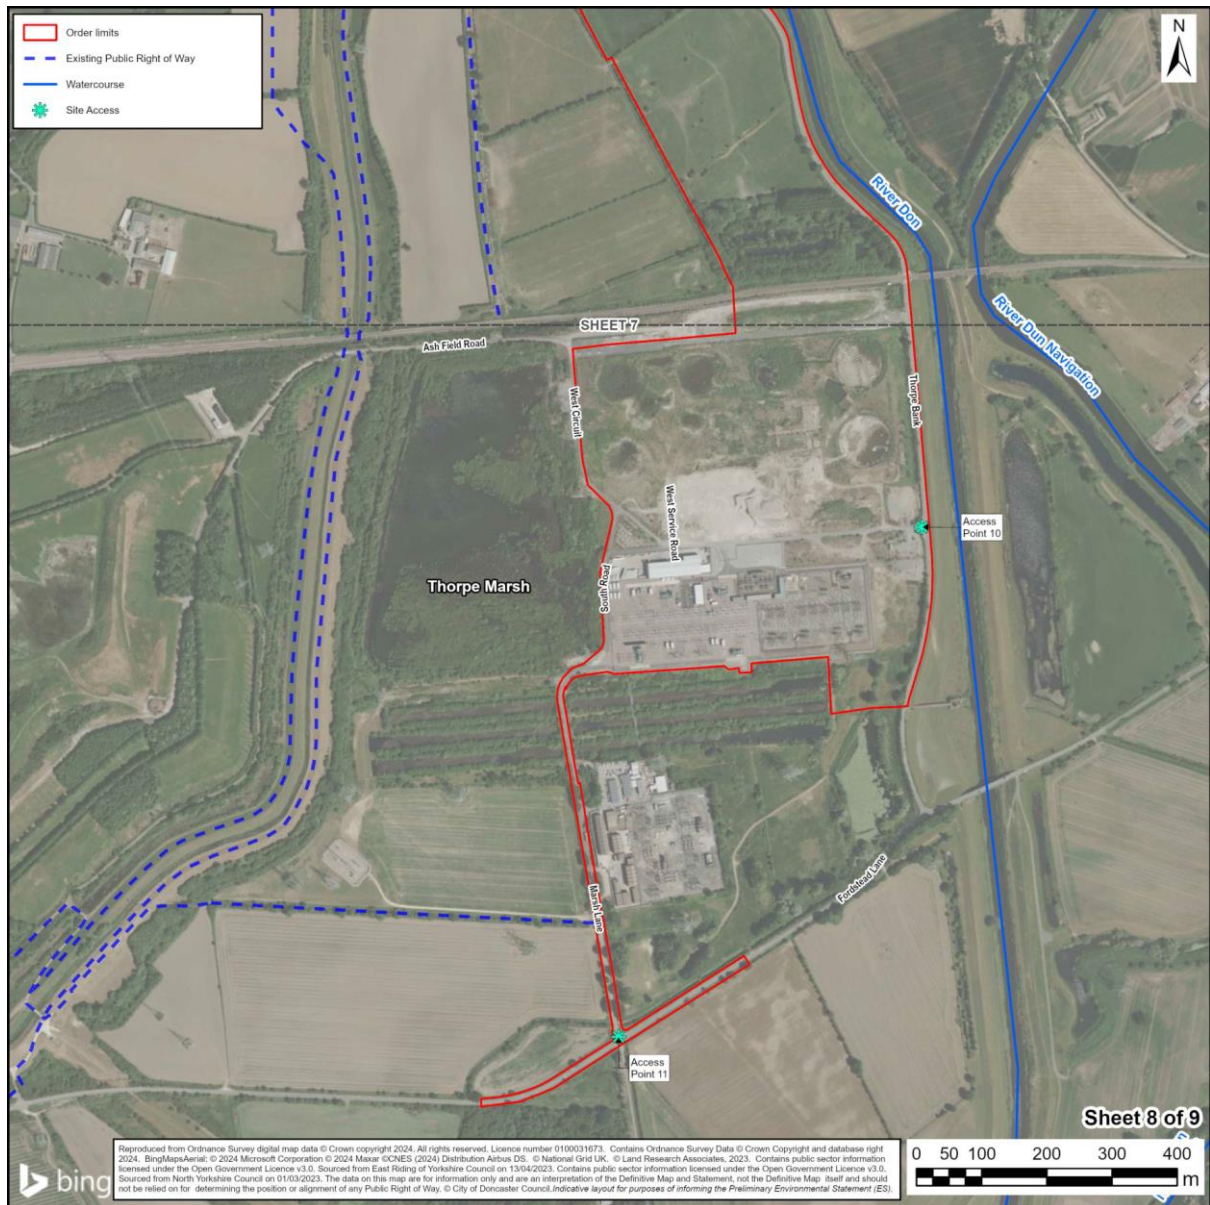 Order limits
Existing Public Right of Way
Watercourse
Site Access
N
River Don
River Dun Navigation
SHEET 7
Ash Field Road
West Circuit
Thorpe Bank
West Service Road
Access
Point 10
South Road
Thorpe Marsh
Fordstead Lane
Marsh Lane
Access
Point 11
Sheet 8 of 9
bing
Reproduced from Ordnance Survey digital map data © Crown copyright 2024. All rights reserved. Licence number 0100031673. Contains Ordnance Survey Data © Crown Copyright and database right
2024. BingMapsAerial: © 2024 Microsoft Corporation © 2024 Maxar ©CNES (2024) Distribution Airbus DS. © National Grid UK. © Land Research Associates, 2023. Contains public sector information
licensed under the Open Government Licence v3.0. Sourced from East Riding of Yorkshire Council on 13/04/2023. Contains public sector information licensed under the Open Government Licence v3.0.
Sourced from North Yorkshire Council on 01/03/2023. The data on this map are for information only and are an interpretation of the Definitive Map and Statement, not the Definitive Map itself and should
not be relied on for determining the position or alignment of any Public Right of Way. © City of Doncaster Council.Indicative layout for purposes of informing the Preliminary Environmental Statement (ES).
0 50 100 200 300 400
m